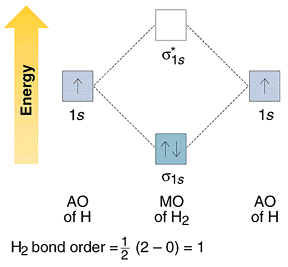 Energy
σ*1s
↑
↑
1s
1s
↑↓
σ1s
AO
of H
MO
of H2
AO
of H
H2 bond order = 1/2 (2 – 0) = 1